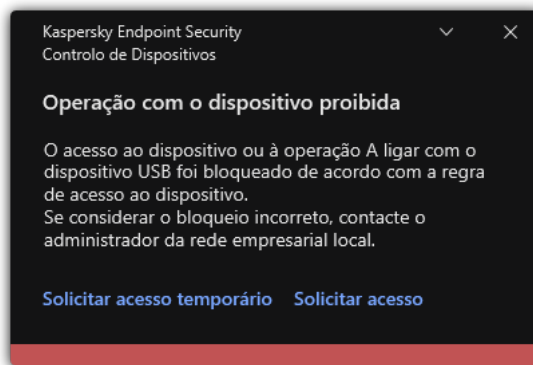 Kaspersky Endpoint Security
Controlo de Dispositivos
Operação com o dispositivo proibida
O acesso ao dispositivo ou à operação A ligar com o
dispositivo USB foi bloqueado de acordo com a regra
de acesso ao dispositivo.
Se considerar o bloqueio incorreto, contacte o
administrador da rede empresarial local.
Solicitar acesso temporário Solicitar acesso